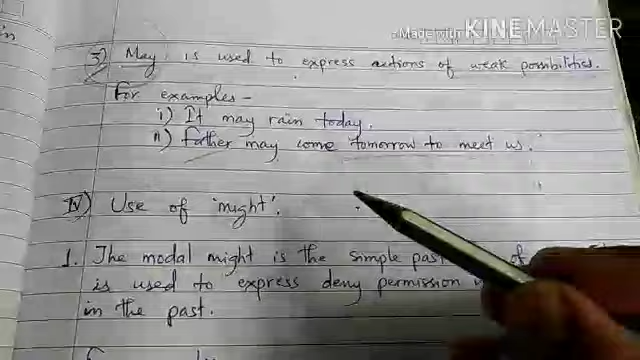 Made with KINEMASTER
in
3) May is used to express actions of weak possibilities.
For examples-
i) It may rain today.
ii) Father may come tomorrow to meet us.
IV) Use of 'might'.
1. The modal might is the simple past of
is used to express deny permission
in the past.